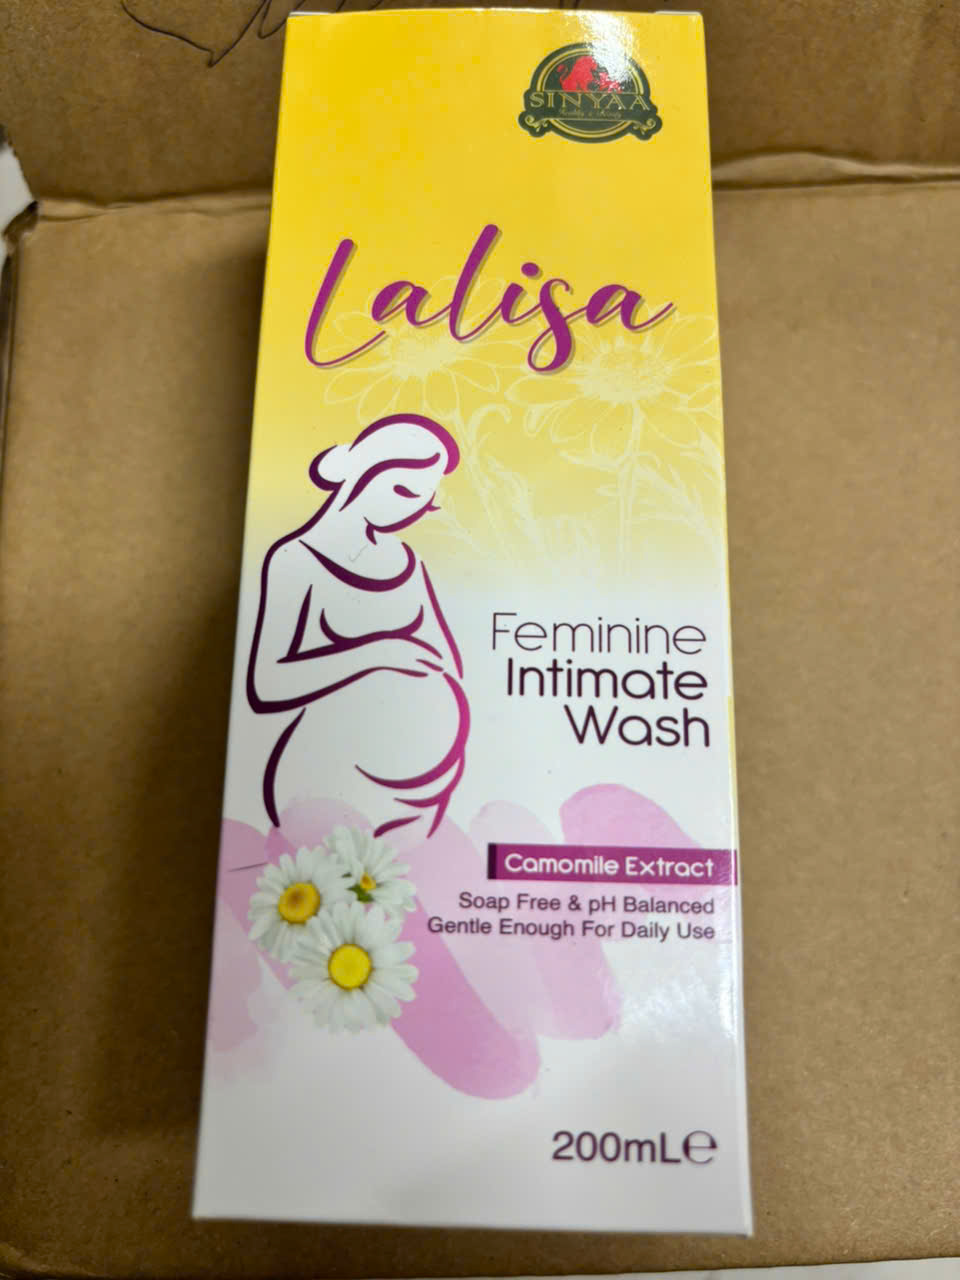 SINYAA
Lalisa
Feminine
Intimate
Wash
Camomile Extract
Soap Free & pH Balanced
Gentle Enough For Daily Use
200mL℮